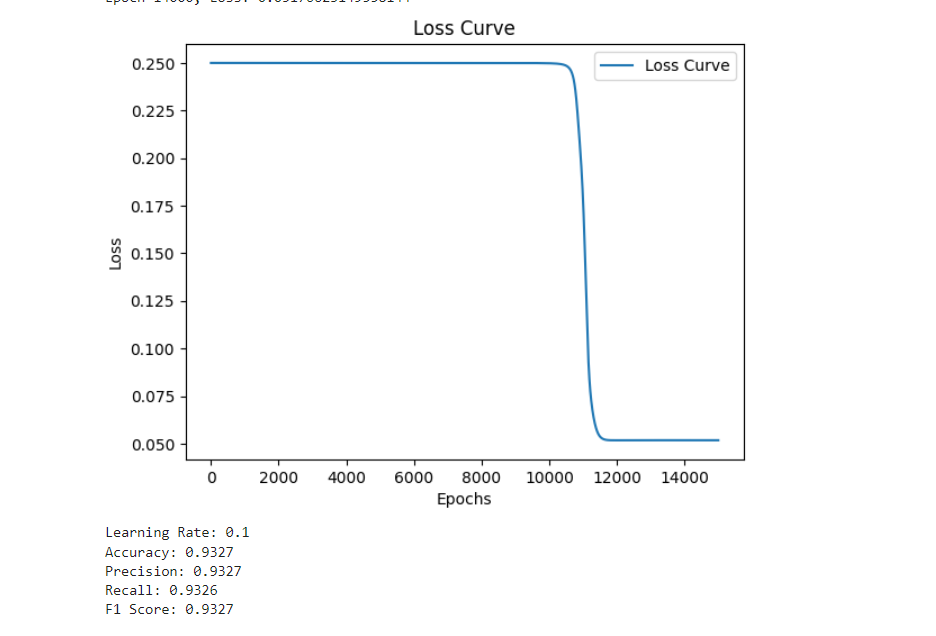 Loss Curve
Loss Curve
0.250
0.225
0.200
0.175
0.150
0.125
0.100
0.075
0.050
Loss
0 2000 4000 6000 8000 10000 12000 14000
Epochs
Learning Rate: 0.1
Accuracy: 0.9327
Precision: 0.9327
Recall: 0.9326
F1 Score: 0.9327